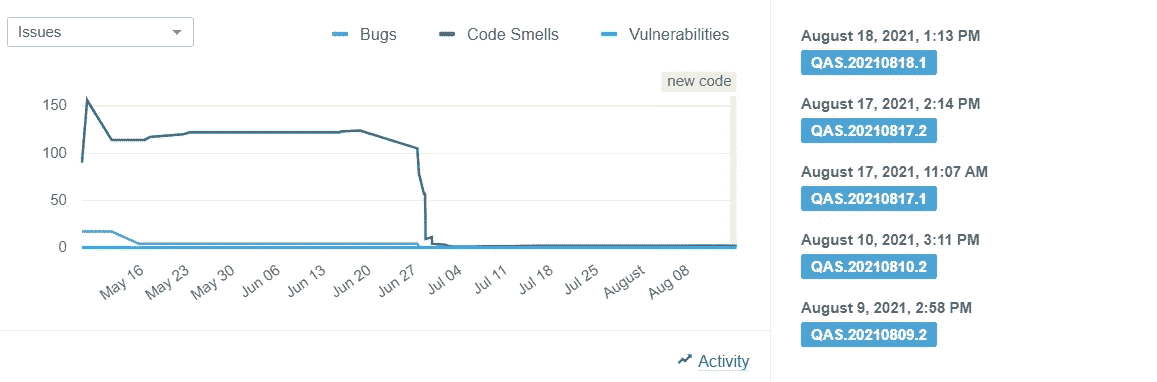 Issues
Bugs
Code Smells
Vulnerabilities
new code
150
100
50
0
May 16
May 23
May 30
Jun 06
Jun 13
Jun 20
Jun 27
Jul 04
Jul 11
Jul 18
Jul 25
August
Aug 08
Activity
August 18, 2021, 1:13 PM
QAS.20210818.1
August 17, 2021, 2:14 PM
QAS.20210817.2
August 17, 2021, 11:07 AM
QAS.20210817.1
August 10, 2021, 3:11 PM
QAS.20210810.2
August 9, 2021, 2:58 PM
QAS.20210809.2